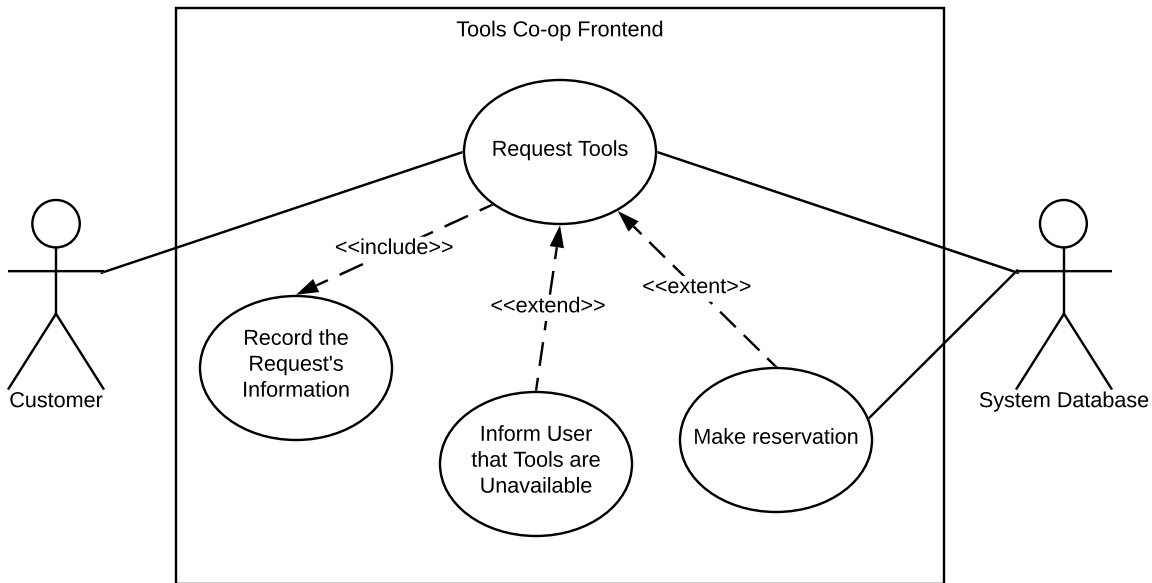 Tools Co-op Frontend
Request Tools
<<include>>
<<extent>>
<<extend>>
Record the
Request's
Information
Customer
System Database
Inform User
that Tools are
Unavailable
Make reservation